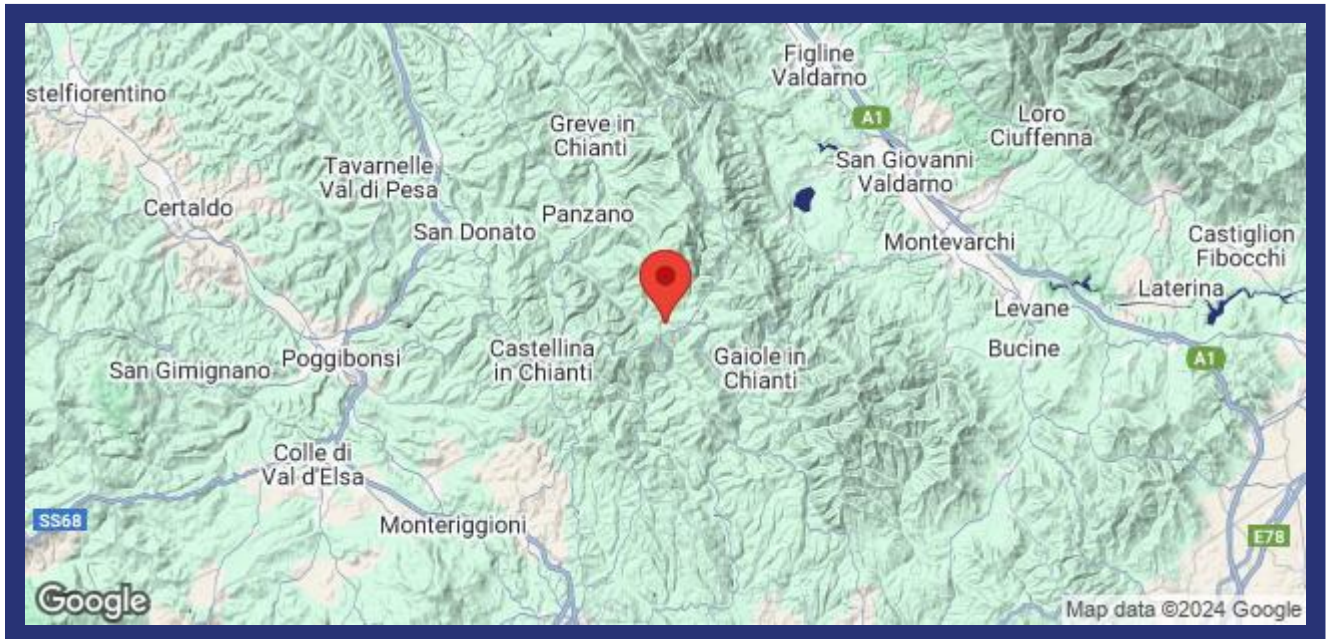 Figline
Valdarno
stelfiorentino
A1
Loro
Ciuffenna
Greve in
Chianti
San Giovanni
Valdarno
Tavarnelle
Val di Pesa
Certaldo
Panzano
San Donato
Montevarchi
Castiglion
Fibocchi
Laterina
Levane
Castellina
in Chianti
Gaiole in
Chianti
Bucine
A1
Poggibonsi
San Gimignano
Colle di
Val d'Elsa
SS68
Monteriggioni
E78
Google
Map data ©2024 Google